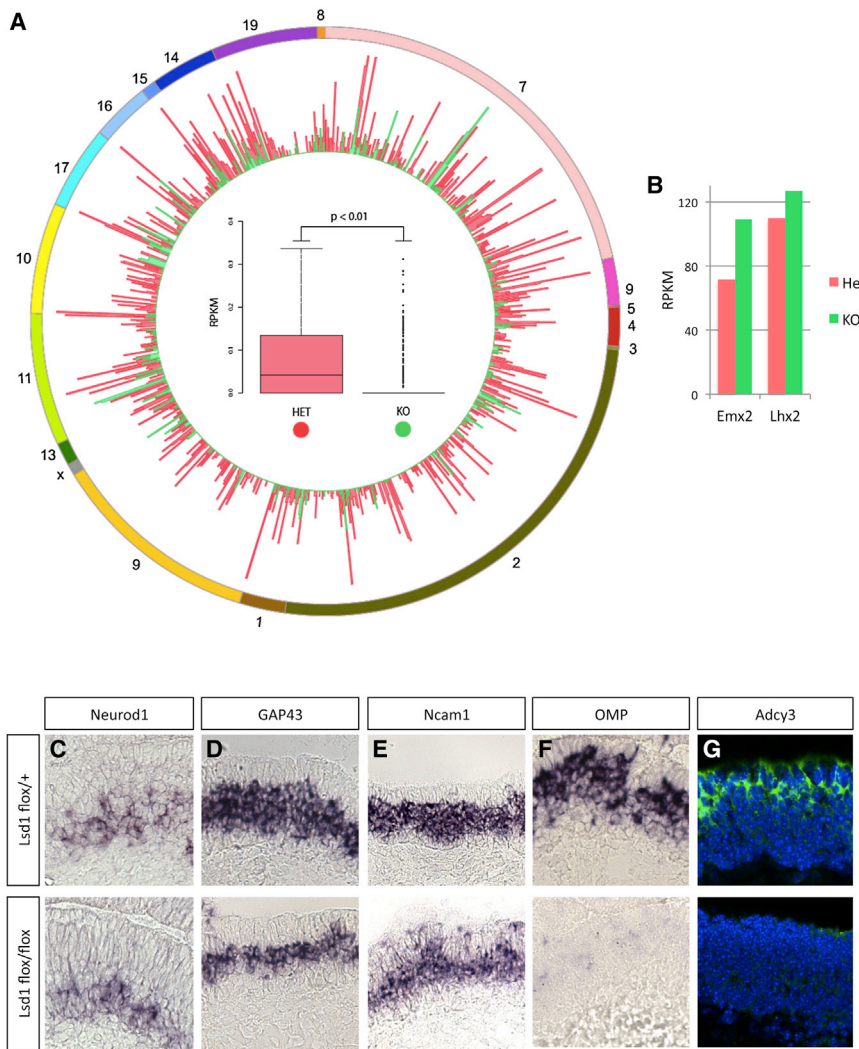 A
8
19
14
15
16
17
10
11
13
x
9
1
2
3
4
5
9
7
p < 0.01
RPKM
0.4
0.3
0.2
0.1
0.0
HET
KO
B
RPKM
120
80
40
0
Emx2
Lhx2
He
KO
Neurod1
GAP43
Ncam1
OMP
Adcy3
Lsd1 flox/+
C
D
E
F
G
Lsd1 flox/flox